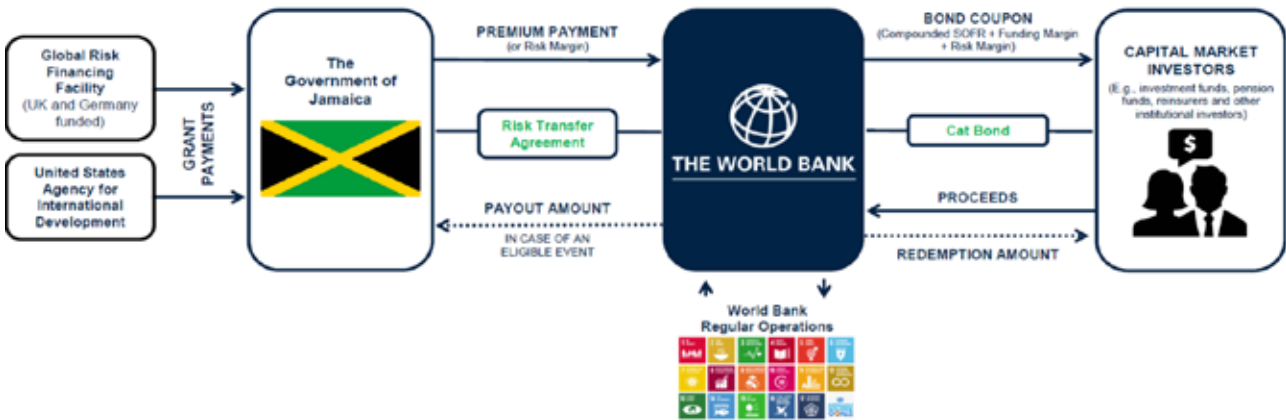 Global Risk
Financing
Facility
(UK and Germany
funded)
United States
Agency for
International
Development
GRANT
PAYMENTS
The
Government of
Jamaica
PREMIUM PAYMENT
(or Risk Margin)
Risk Transfer
Agreement
PAYOUT AMOUNT
IN CASE OF AN
ELIGIBLE EVENT
THE WORLD BANK
World Bank
Regular Operations
BOND COUPON
(Compounded SOFR + Funding Margin
+ Risk Margin)
Cat Bond
PROCEEDS
REDEMPTION AMOUNT
CAPITAL MARKET
INVESTORS
(E.g., investment funds, pension
funds, reinsurers and other
institutional investors)
$